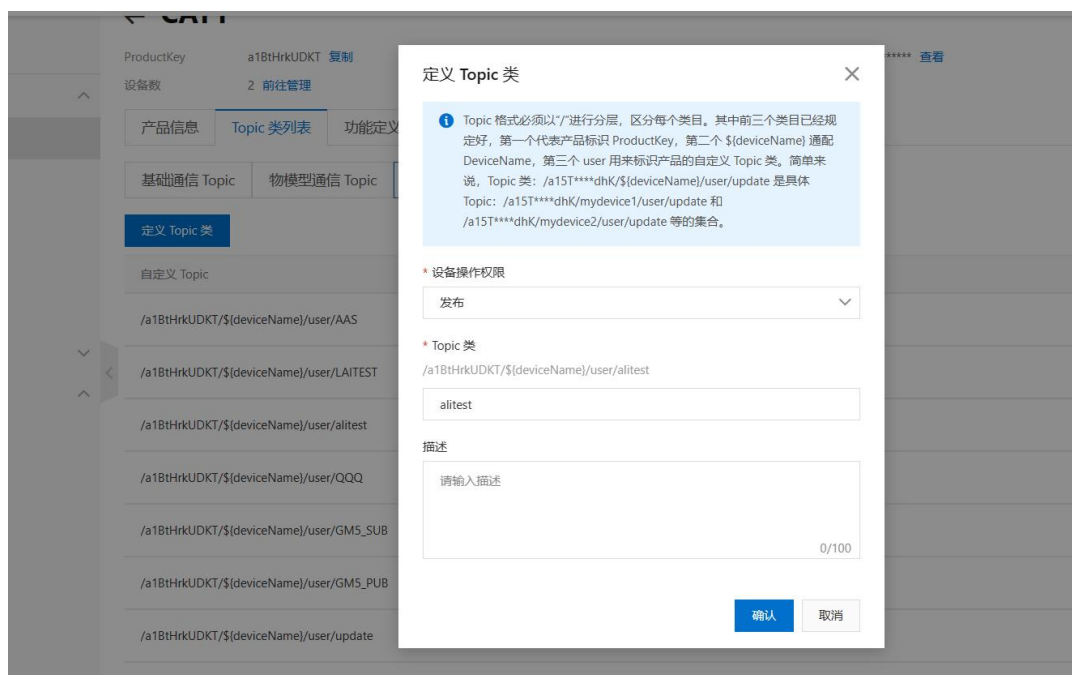 ProductKey a1BtHrkUDKT 复制
****** 查看
设备数 2 前往管理
产品信息 Topic 类列表 功能定义
基础通信 Topic 物模型通信 Topic
定义 Topic 类
自定义 Topic
/a1BtHrkUDKT/${deviceName}/user/AAS
/a1BtHrkUDKT/${deviceName}/user/LAITEST
/a1BtHrkUDKT/${deviceName}/user/alitest
/a1BtHrkUDKT/${deviceName}/user/QQQ
/a1BtHrkUDKT/${deviceName}/user/GM5_SUB
/a1BtHrkUDKT/${deviceName}/user/GM5_PUB
/a1BtHrkUDKT/${deviceName}/user/update
定义 Topic 类
Topic 格式必须以“/”进行分层，区分每个类目。其中前三个类目已经规
定好，第一个代表产品标识 ProductKey，第二个 ${deviceName} 通配
DeviceName，第三个 user 用来标识产品的自定义 Topic 类。简单来
说，Topic 类：/a15T****dhK/${deviceName}/user/update 是具体
Topic：/a15T****dhK/mydevice1/user/update 和
/a15T****dhK/mydevice2/user/update 等的集合。
* 设备操作权限
发布
* Topic 类
/a1BtHrkUDKT/${deviceName}/user/alitest
alitest
描述
请输入描述
0/100
确认 取消